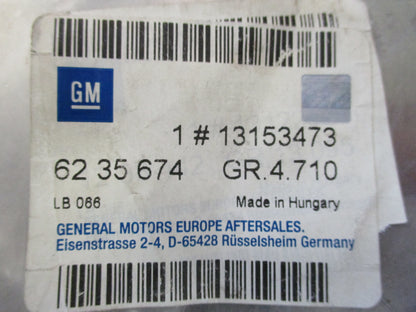 GM
1 # 13153473
62 35 674 GR.4.710
LB 066 Made in Hungary
GENERAL MOTORS EUROPE AFTERSALES.
Eisenstrasse 2-4, D-65428 Rüsselsheim Germany